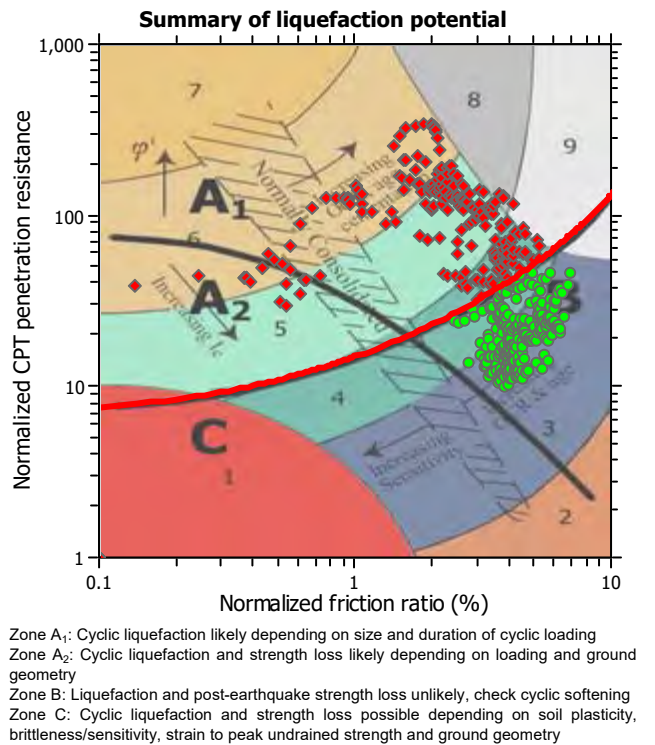 Summary of liquefaction potential
1,000
7
8
9
φ'
A1
Normally Consolidated
100
6
A2
B
Increasing Ic
5
10
4
3
C
Increasing
Sensitivity
1
2
1
0.1
1
10
Normalized CPT penetration resistance
Normalized friction ratio (%)
Zone A1: Cyclic liquefaction likely depending on size and duration of cyclic loading
Zone A2: Cyclic liquefaction and strength loss likely depending on loading and ground
geometry
Zone B: Liquefaction and post-earthquake strength loss unlikely, check cyclic softening
Zone C: Cyclic liquefaction and strength loss possible depending on soil plasticity,
brittleness/sensitivity, strain to peak undrained strength and ground geometry